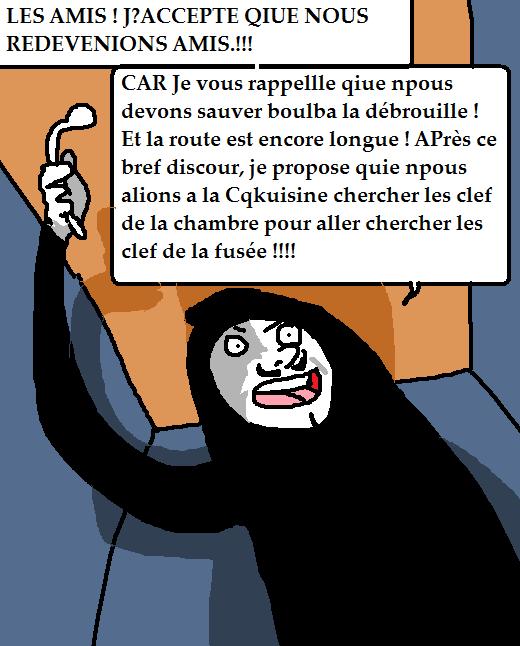 LES AMIS ! J?ACCEPTE QIUE NOUS
REDEVENIONS AMIS.!!!
CAR Je vous rappellle qiue npous
devons sauver boulba la débrouille !
Et la route est encore longue ! APrès ce
bref discour, je propose quie npous
alions a la Cqkuisine chercher les clef
de la chambre pour aller chercher les
clef de la fusée !!!!